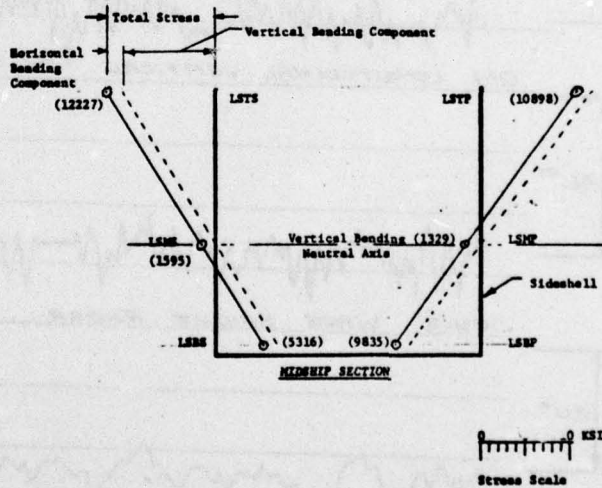 Total Stress
Vertical Bending Component
Horizontal
Bending
Component
(12227)
LSTS
LSTP
(10898)
LSMS
(1595)
Vertical Bending (1329)
Neutral Axis
LSMP
Sideshell
LSBS
(5316)
(9835)
LSBP
MIDSHIP SECTION
0 0 KSI
Stress Scale